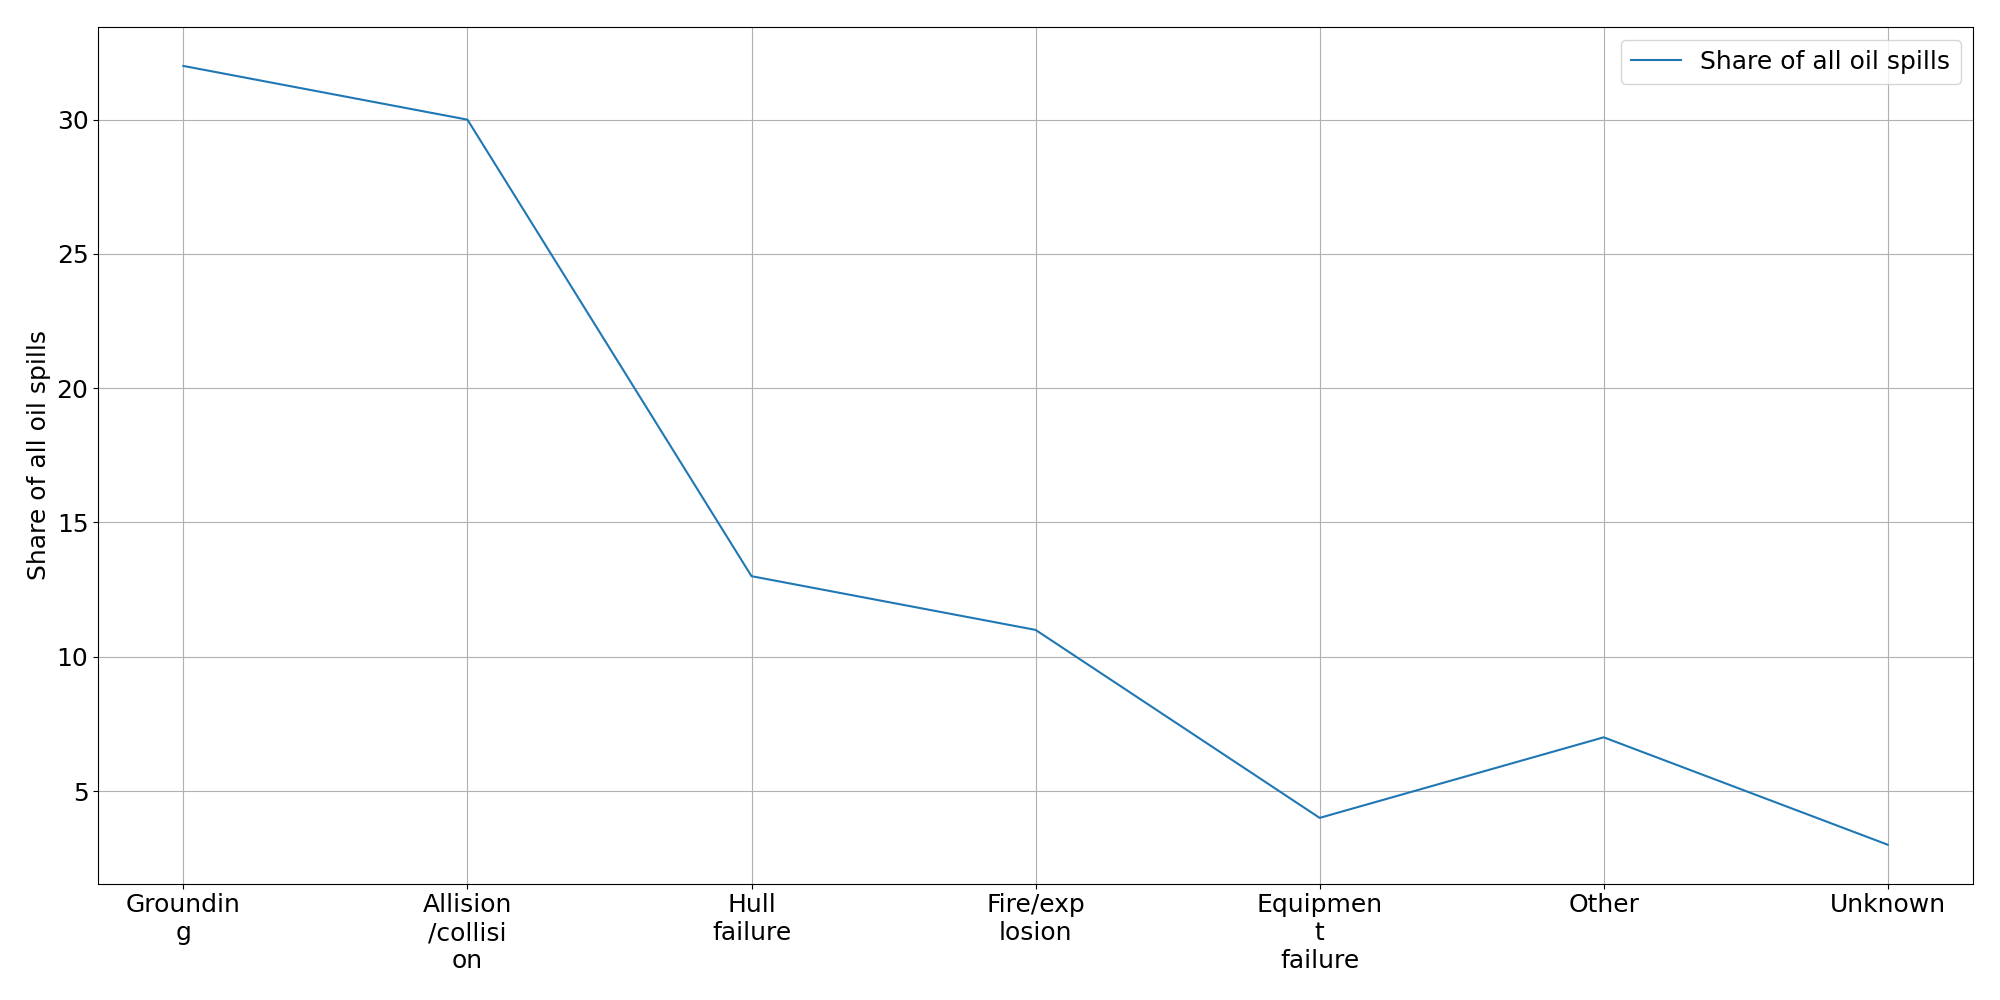 Share of all oil spills
Share of all oil spills
30
25
20
15
10
5
Groundin
g
Allision
/collisi
on
Hull
failure
Fire/exp
losion
Equipmen
t
failure
Other
Unknown